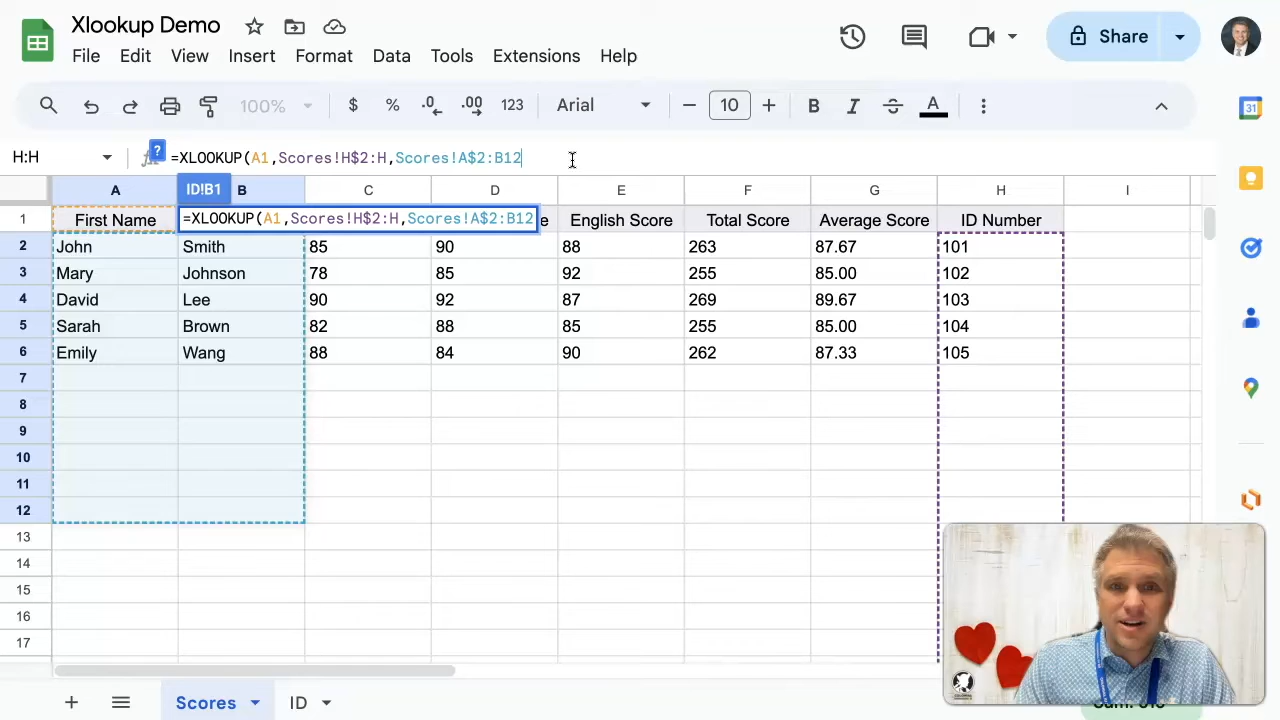 Xlookup Demo
File Edit View Insert Format Data Tools Extensions Help
Share
100% $ % .0 .00 123 Arial 10 B I S A
31
H:H fx ? =XLOOKUP(A1,Scores!H$2:H,Scores!A$2:B12
A ID!B1 B C D E F G H I
1 First Name =XLOOKUP(A1,Scores!H$2:H,Scores!A$2:B12 e English Score Total Score Average Score ID Number
2 John Smith 85 90 88 263 87.67 101
3 Mary Johnson 78 85 92 255 85.00 102
4 David Lee 90 92 87 269 89.67 103
5 Sarah Brown 82 88 85 255 85.00 104
6 Emily Wang 88 84 90 262 87.33 105
7
8
9
10
11
12
13
14
15
16
17
Scores ID